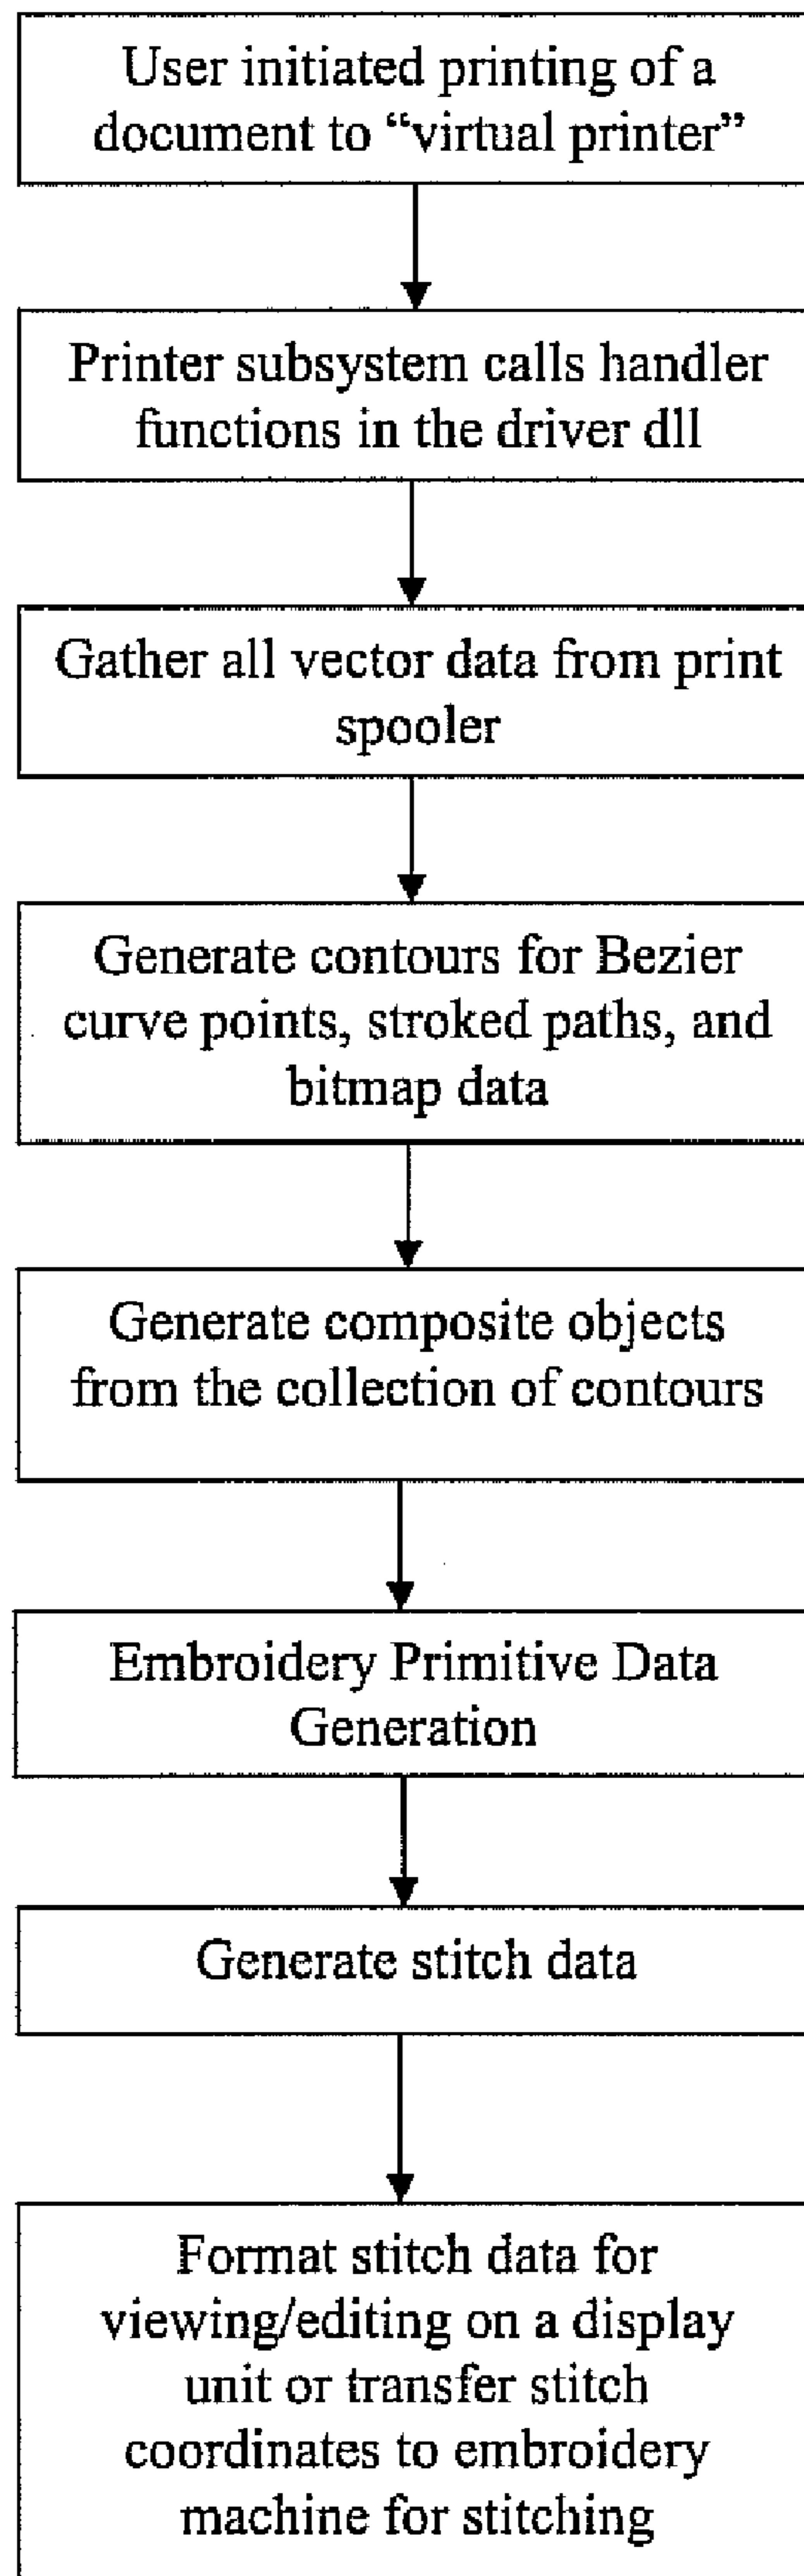 User initiated printing of a
document to “virtual printer”
Printer subsystem calls handler
functions in the driver dll
Gather all vector data from print
spooler
Generate contours for Bezier
curve points, stroked paths, and
bitmap data
Generate composite objects
from the collection of contours
Embroidery Primitive Data
Generation
Generate stitch data
Format stitch data for
viewing/editing on a display
unit or transfer stitch
coordinates to embroidery
machine for stitching